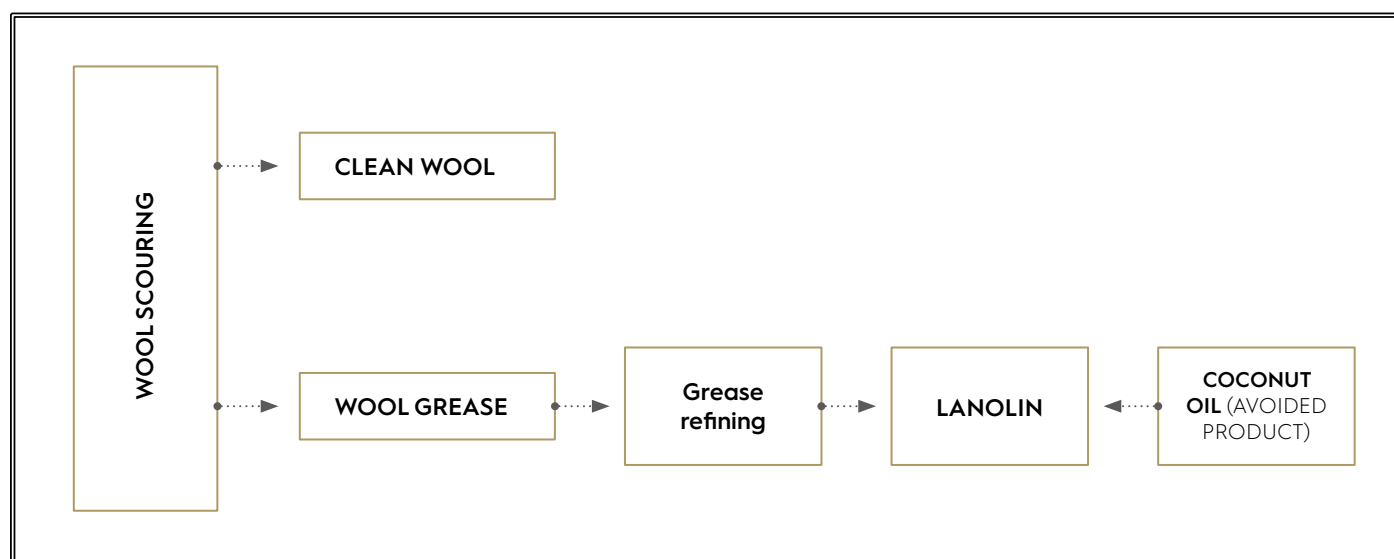 WOOL SCOURING
CLEAN WOOL
WOOL GREASE
Grease
refining
LANOLIN
COCONUT
OIL (AVOIDED
PRODUCT)